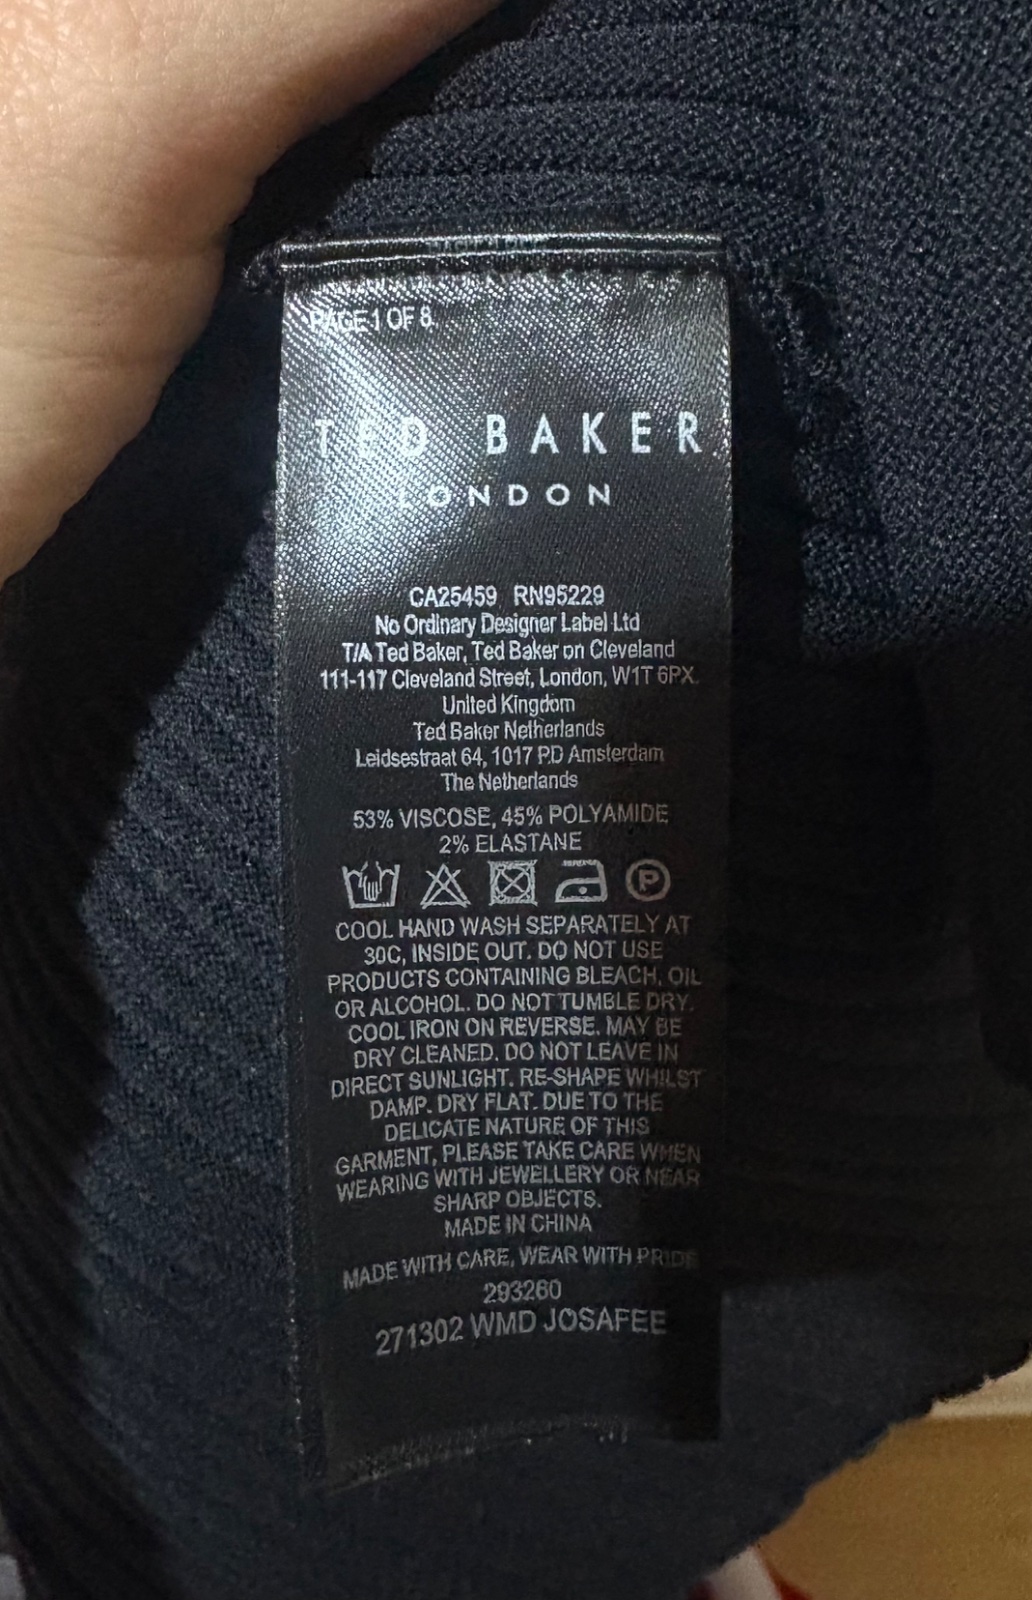 PAGE 1 OF 8
TED BAKER
LONDON
CA25459 RN95229
No Ordinary Designer Label Ltd
T/A Ted Baker, Ted Baker on Cleveland
111-117 Cleveland Street, London, W1T 6PX.
United Kingdom
Ted Baker Netherlands
Leidsestraat 64, 1017 PD Amsterdam
The Netherlands
53% VISCOSE, 45% POLYAMIDE,
2% ELASTANE
P
COOL HAND WASH SEPARATELY AT
30C, INSIDE OUT. DO NOT USE
PRODUCTS CONTAINING BLEACH, OIL
OR ALCOHOL. DO NOT TUMBLE DRY.
COOL IRON ON REVERSE. MAY BE
DRY CLEANED. DO NOT LEAVE IN
DIRECT SUNLIGHT. RE-SHAPE WHILST
DAMP. DRY FLAT. DUE TO THE
DELICATE NATURE OF THIS
GARMENT, PLEASE TAKE CARE WHEN
WEARING WITH JEWELLERY OR NEAR
SHARP OBJECTS.
MADE IN CHINA
MADE WITH CARE, WEAR WITH PRIDE
293260
271302 WMD JOSAFEE